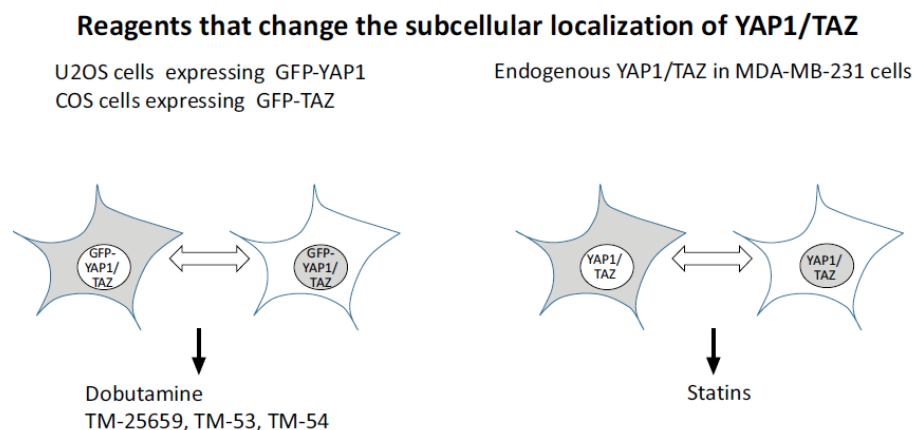 Reagents that change the subcellular localization of YAP1/TAZ
U2OS cells expressing GFP-YAP1
COS cells expressing GFP-TAZ
Endogenous YAP1/TAZ in MDA-MB-231 cells
GFP-
YAP1/
TAZ
GFP-
YAP1/
TAZ
YAP1/
TAZ
YAP1/
TAZ
Dobutamine
TM-25659, TM-53, TM-54
Statins